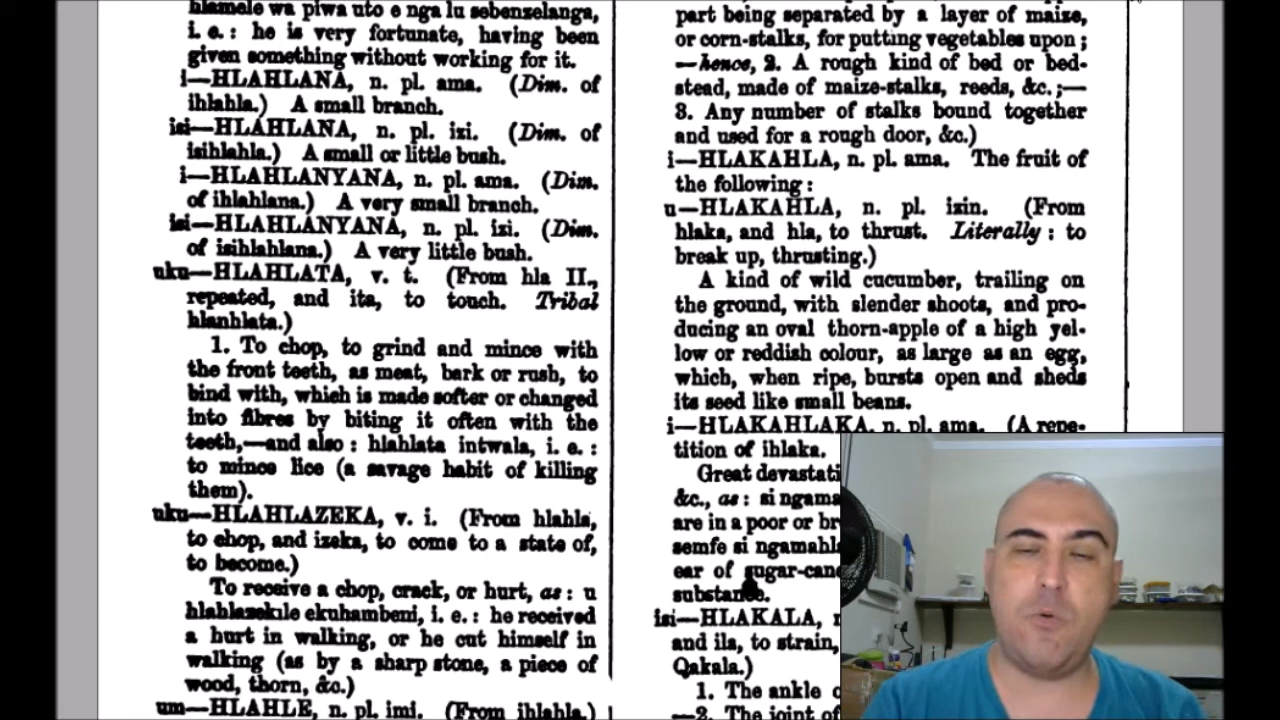 hlamele wa piwa uto e nga lu sebenzelanga,
i. e.: he is very fortunate, having been
given something without working for it.
i—HLAHLANA, n. pl. ama. (Dim. of
ihlahla.) A small branch.
isi—HLAHLANA, n. pl. izi. (Dim. of
isihlahla.) A small or little bush.
i—HLAHLANYANA, n. pl. ama. (Dim.
of ihlahlana.) A very small branch.
isi—HLAHLANYANA, n. pl. izi. (Dim.
of isihlahlana.) A very little bush.
uku—HLAHLATA, v. t. (From hla II.,
repeated, and ita, to touch. Tribal
hlanhlata.)
1. To chop, to grind and mince with
the front teeth, as meat, bark or rush, to
bind with, which is made softer or changed
into fibres by biting it often with the
teeth,—and also: hlahlata intwala, i. e.:
to mince lice (a savage habit of killing
them).
uku—HLAHLAZEKA, v. i. (From hlahla,
to chop, and izeka, to come to a state of,
to become.)
To receive a chop, crack, or hurt, as: u
hlahlazekile ekuhambeni, i. e.: he received
a hurt in walking, or he cut himself in
walking (as by a sharp stone, a piece of
wood, thorn, &c.)
um—HLAHLE, n. pl. imi. (From ihlahla.)
part being separated by a layer of maize,
or corn-stalks, for putting vegetables upon;
—hence, 2. A rough kind of bed or bed-
stead, made of maize-stalks, reeds, &c.;—
3. Any number of stalks bound together
and used for a rough door, &c.)
i—HLAKAHLA, n. pl. ama. The fruit of
the following:
u—HLAKAHLA, n. pl. izin. (From
hlaka, and hla, to thrust. Literally: to
break up, thrusting.)
A kind of wild cucumber, trailing on
the ground, with slender shoots, and pro-
ducing an oval thorn-apple of a high yel-
low or reddish colour, as large as an egg,
which, when ripe, bursts open and sheds
its seed like small beans.
i—HLAKAHLAKA, n. pl. ama. (A repe-
tition of ihlaka.
Great devastati
&c., as: si ngama
are in a poor or br
semfe si ngamahla
ear of sugar-cane
substance.
isi—HLAKALA, n
and ila, to strain,
Qakala.)
1. The ankle o
—2. The joint of